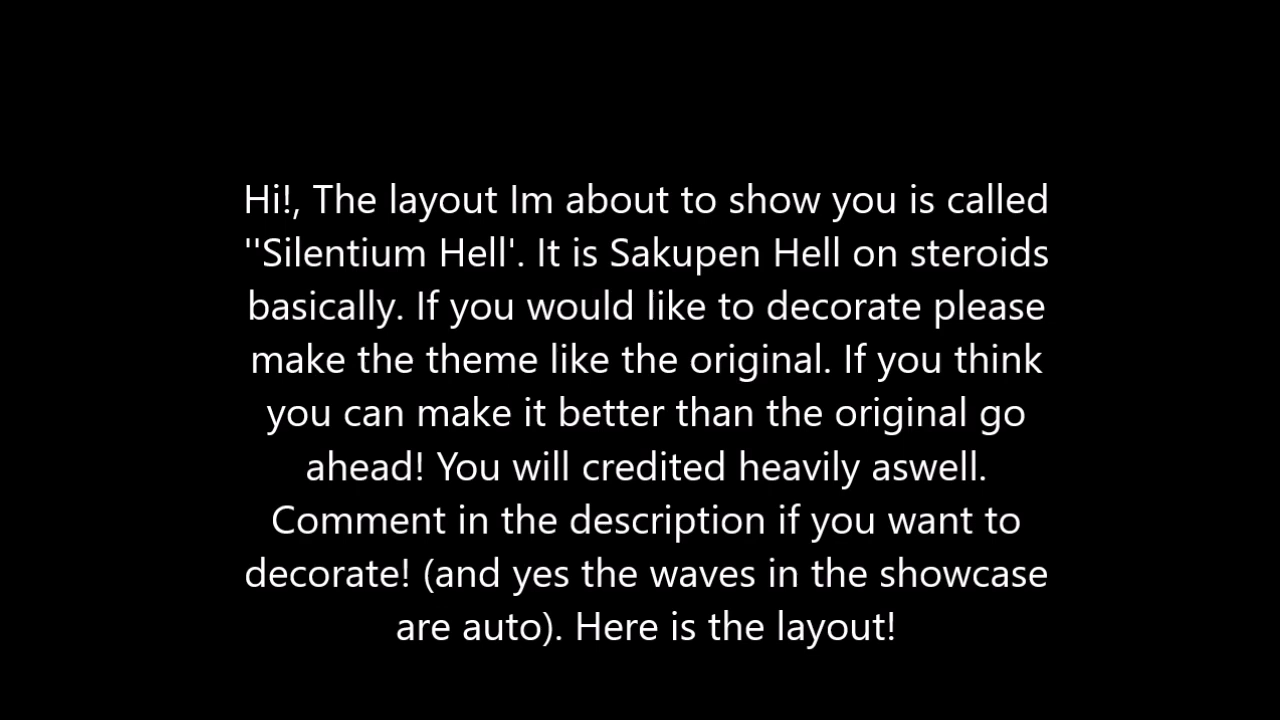 Hi!, The layout Im about to show you is called
''Silentium Hell'. It is Sakupen Hell on steroids
basically. If you would like to decorate please
make the theme like the original. If you think
you can make it better than the original go
ahead! You will credited heavily aswell.
Comment in the description if you want to
decorate! (and yes the waves in the showcase
are auto). Here is the layout!